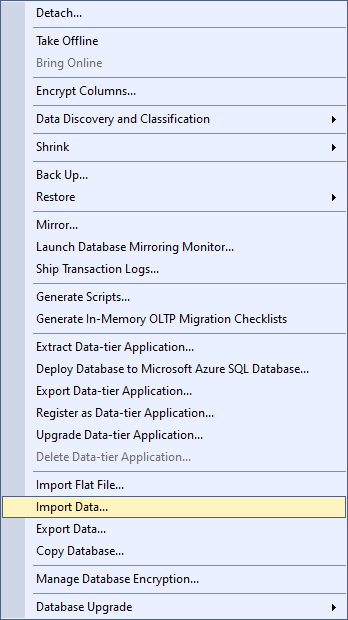 Detach...
Take Offline
Bring Online
Encrypt Columns...
Data Discovery and Classification
Shrink
Back Up...
Restore
Mirror...
Launch Database Mirroring Monitor...
Ship Transaction Logs...
Generate Scripts...
Generate In-Memory OLTP Migration Checklists
Extract Data-tier Application...
Deploy Database to Microsoft Azure SQL Database...
Export Data-tier Application...
Register as Data-tier Application...
Upgrade Data-tier Application...
Delete Data-tier Application...
Import Flat File...
Import Data...
Export Data...
Copy Database...
Manage Database Encryption...
Database Upgrade